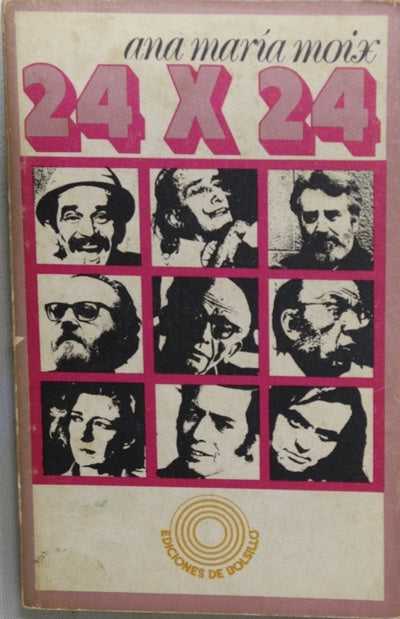 ana maría moix
24 X 24
EDICIONES DE BOLSILLO